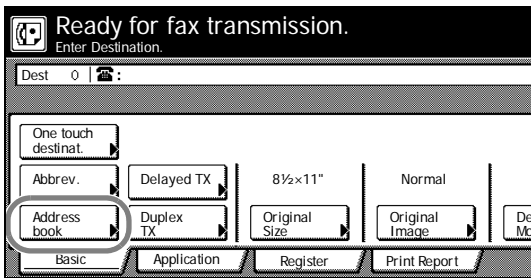 Ready for fax transmission.
Enter Destination.
Dest 0 ☎:
One touch
destinat.
Abbrev.
Delayed TX
8½×11"
Normal
Address
book
Duplex
TX
Original
Size
Original
Image
Basic
Application
Register
Print Report